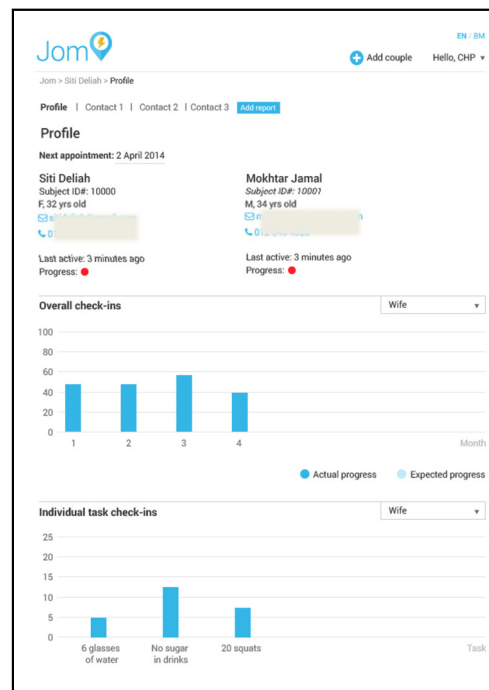 EN / BM
Jom
Add couple Hello, CHP
Jom > Siti Deliah > Profile
Profile | Contact 1 | Contact 2 | Contact 3 Add report
Profile
Next appointment: 2 April 2014
Siti Deliah
Subject ID#: 10000
F, 32 yrs old
Last active: 3 minutes ago
Progress:
Mokhtar Jamal
Subject ID#: 10001
M, 34 yrs old
Last active: 3 minutes ago
Progress:
Overall check-ins
Wife
100
80
60
40
20
0
1 2 3 4 Month
Actual progress Expected progress
Individual task check-ins
Wife
25
20
15
10
5
0
6 glasses of water
No sugar in drinks
20 squats
Task